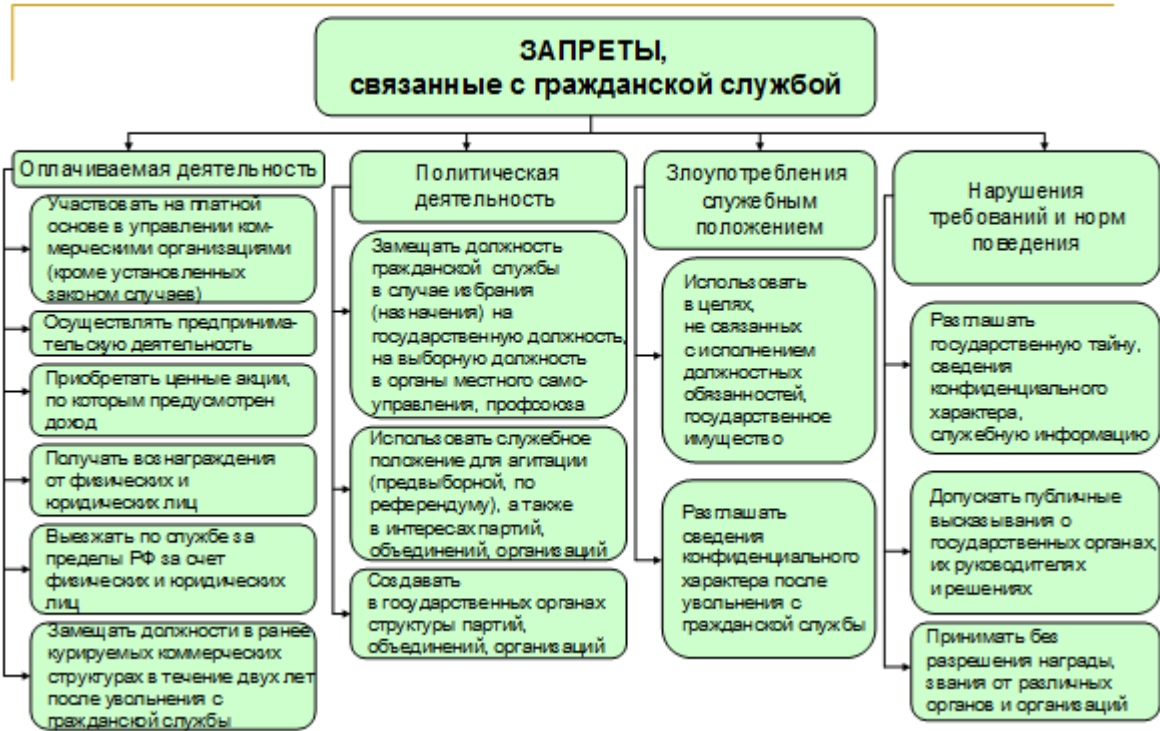 ЗАПРЕТЫ,
связанные с гражданской службой
Оплачиваемая деятельность
Участвовать на платной
основе в управлении ком-
мерческими организациями
(кроме установленных
законом случаев)
Осуществлять предпринима-
тельскую деятельность
Приобретать ценные акции,
по которым предусмотрен
доход
Получать вознаграждения
от физических и
юридических лиц
Выезжать по службе за
пределы РФ за счет
физических и юридических
лиц
Замещать должности в ранее
курируемых коммерческих
структурах в течение двух лет
после увольнения с
гражданской службы
Политическая
деятельность
Замещать должность
гражданской службы
в случае избрания
(назначения) на
государственную должность,
на выборную должность
в органы местного само-
управления, профсоюза
Использовать служебное
положение для агитации
(предвыборной, по
референдуму), а также
в интересах партий,
объединений, организаций
Создавать
в государственных органах
структуры партий,
объединений, организаций
Злоупотребления
служебным
положением
Использовать
в целях,
не связанных
с исполнением
должностных
обязанностей,
государственное
имущество
Разглашать
сведения
конфиденциального
характера после
увольнения с
гражданской службы
Нарушения
требований и норм
поведения
Разглашать
государственную тайну,
сведения
конфиденциального
характера,
служебную информацию
Допускать публичные
высказывания о
государственных органах,
их руководителях
и решениях
Принимать без
разрешения награды,
звания от различных
органов и организаций